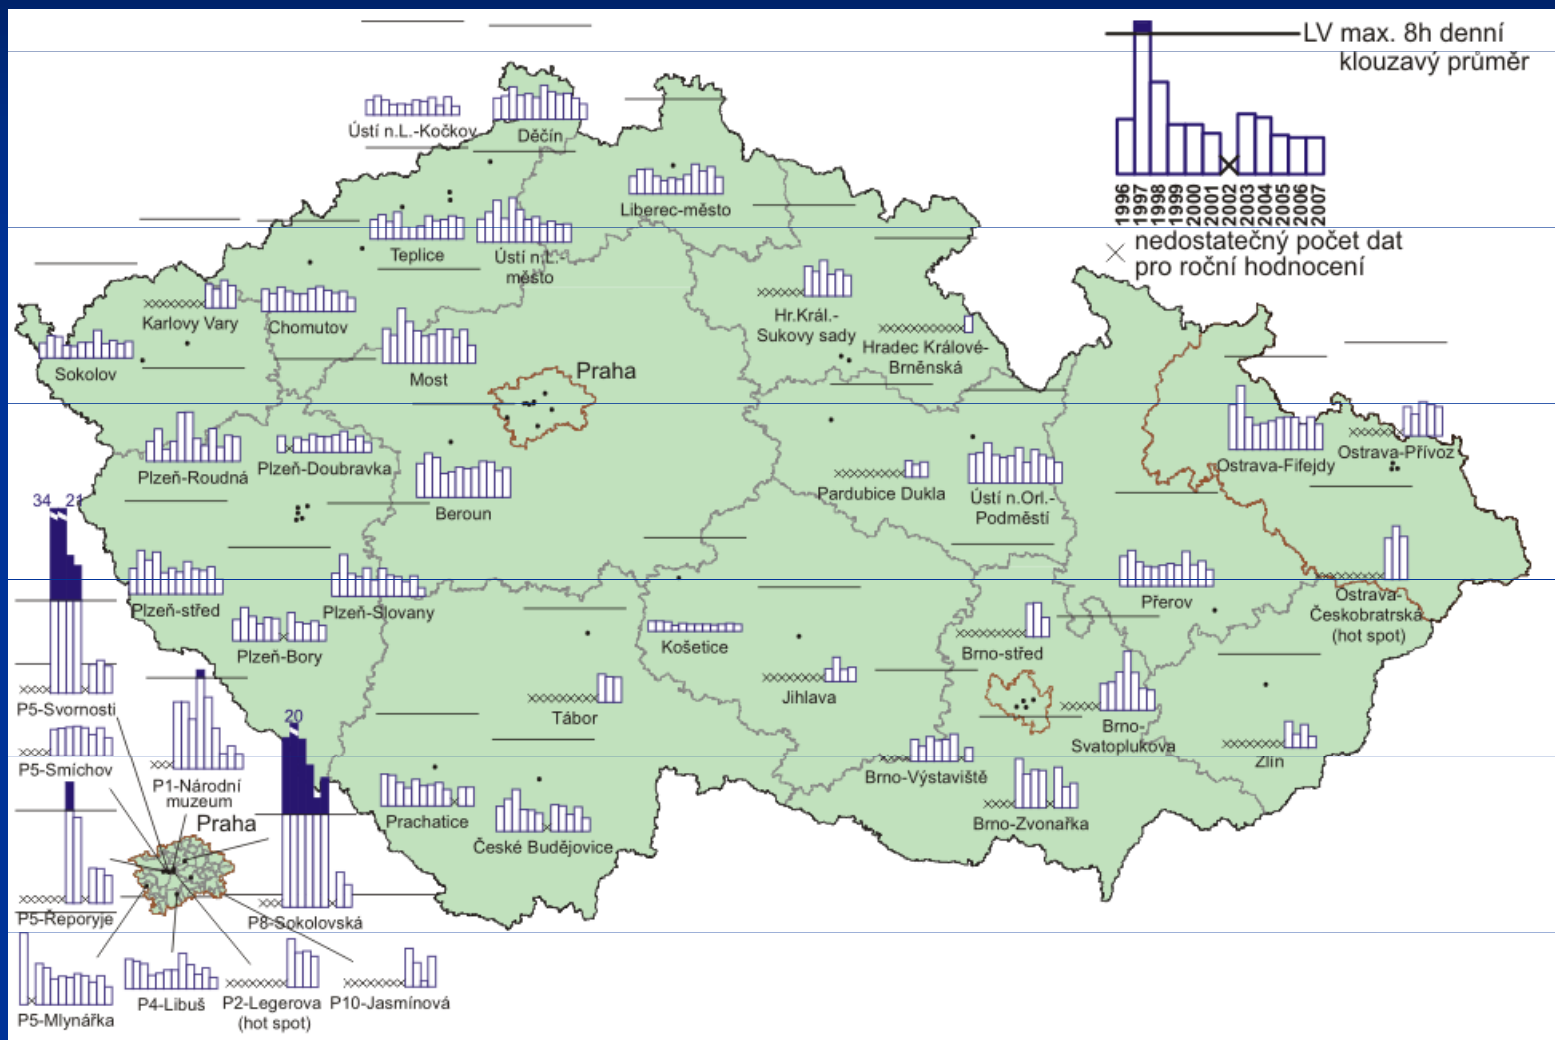 LV max. 8h denní
klouzavý průměr
1996
1997
1998
1999
2000
2001
2002
2003
2004
2005
2006
2007
nedostatečný počet dat
pro roční hodnocení
Ústí n.L.-Kočkov
Děčín
Liberec-město
Teplice
Ústí n.L.-
město
Karlovy Vary
Chomutov
Hr.Král.-
Sukovy sady
Hradec Králové-
Brněnská
Sokolov
Most
Praha
Plzeň-Roudná
Plzeň-Doubravka
Beroun
Pardubice Dukla
Ústí n.Orl.-
Podměstí
Ostrava-Fifejdy
Ostrava-Přívoz
34
21
Plzeň-střed
Plzeň-Slovany
Plzeň-Bory
Košetice
Přerov
Ostrava-
Českobratrská
(hot spot)
Brno-střed
P5-Svornosti
Tábor
Jihlava
Brno-
Svatoplukova
Zlín
P5-Smíchov
P1-Národní
muzeum
20
Brno-Výstaviště
Prachatice
České Budějovice
Brno-Zvonařka
Praha
P5-Řeporyje
P8-Sokolovská
P5-Mlynářka
P4-Libuš
P2-Legerova
(hot spot)
P10-Jasmínová